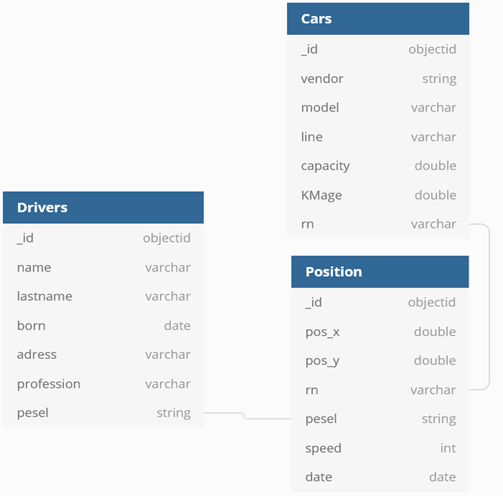 Cars
_id objectid
vendor string
model varchar
line varchar
capacity double
KMage double
rn varchar
Drivers
_id objectid
name varchar
lastname varchar
born date
adress varchar
profession varchar
pesel string
Position
_id objectid
pos_x double
pos_y double
rn varchar
pesel string
speed int
date date